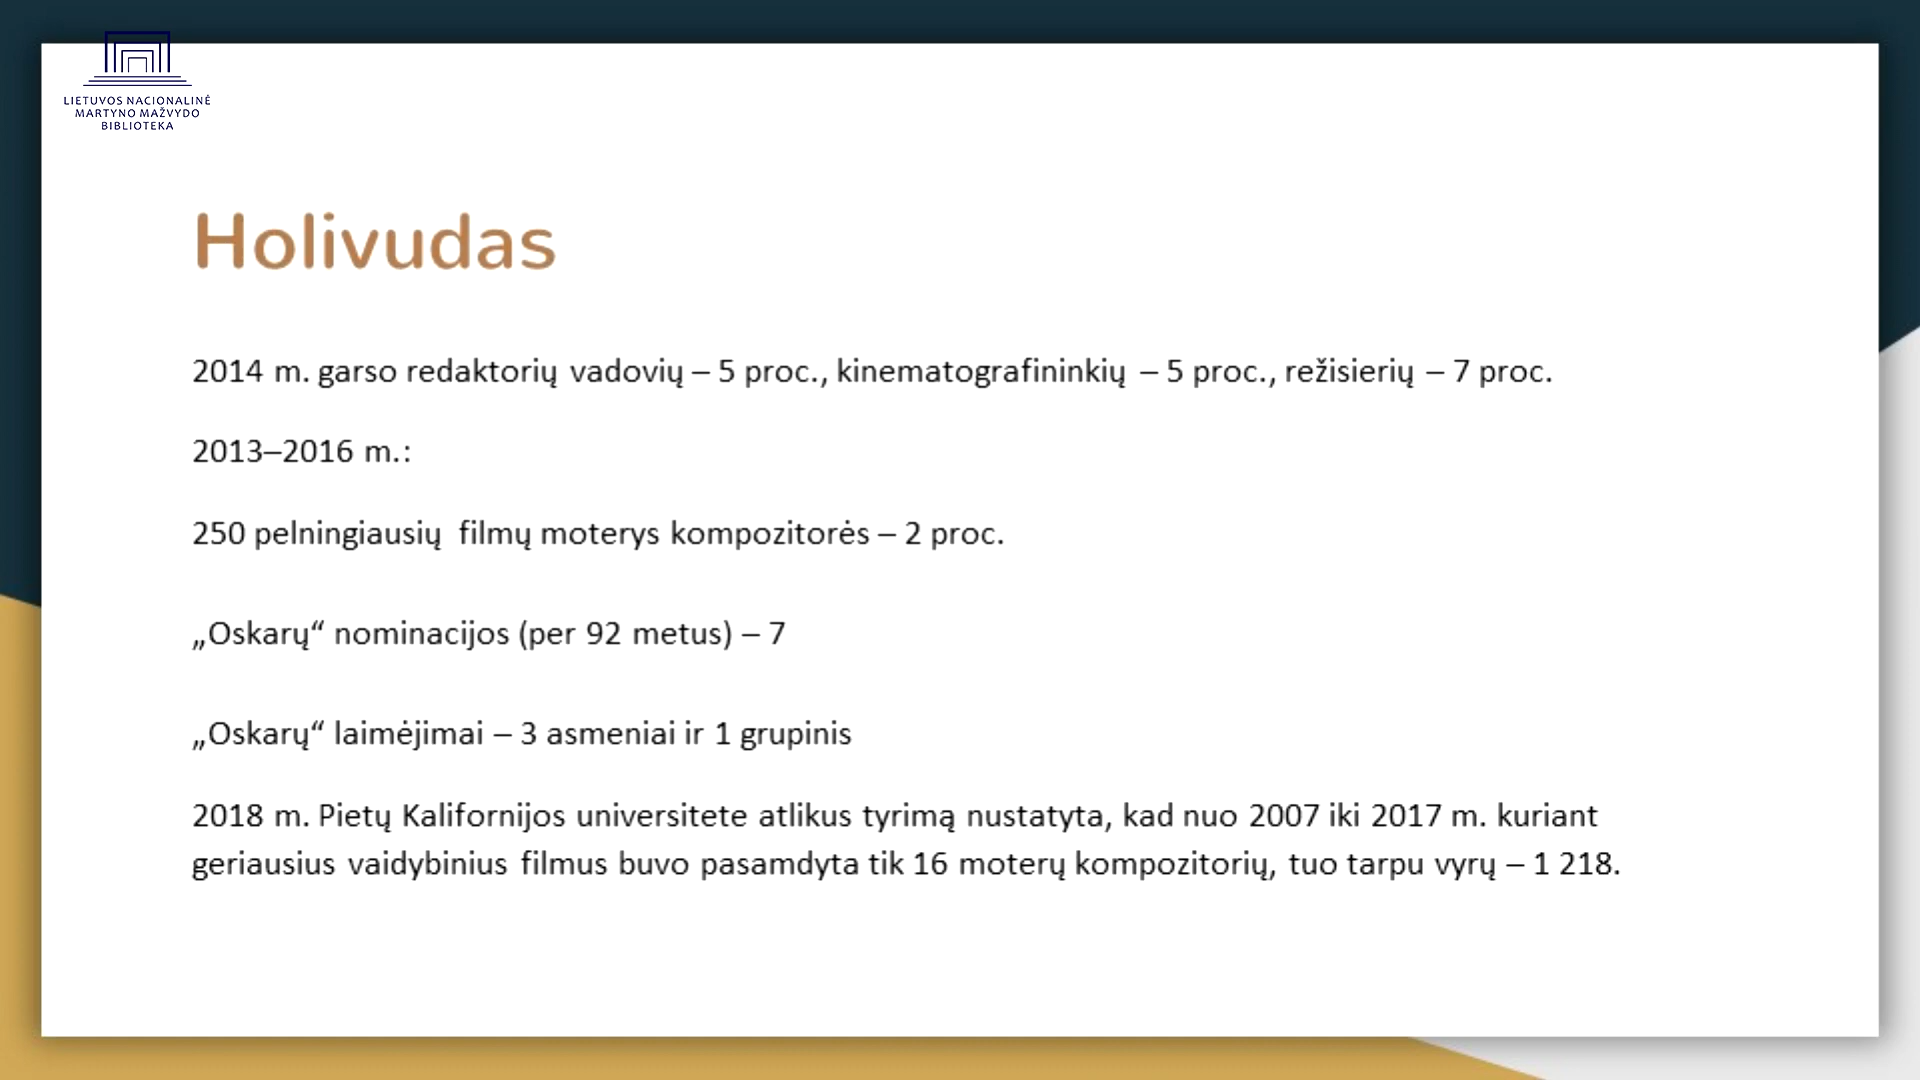 LIETUVOS NACIONALINĖ
MARTYNO MAŽVYDO
BIBLIOTEKA
Holivudas
2014 m. garso redaktorių vadovių – 5 proc., kinematografininkių – 5 proc., režisierių – 7 proc.
2013–2016 m.:
250 pelningiausių filmų moterys kompozitorės – 2 proc.
„Oskarų“ nominacijos (per 92 metus) – 7
„Oskarų“ laimėjimai – 3 asmeniai ir 1 grupinis
2018 m. Pietų Kalifornijos universitete atlikus tyrimą nustatyta, kad nuo 2007 iki 2017 m. kuriant
geriausius vaidybinius filmus buvo pasamdyta tik 16 moterų kompozitorių, tuo tarpu vyrų – 1 218.